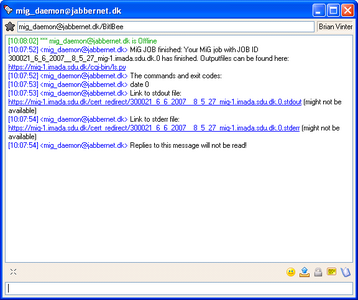 mig_daemon@jabbernet.dk
mig_daemon@jabbernet.dk/BitlBee Brian Vinter
[10:08:02] *** mig_daemon@jabbernet.dk is Offline
[10:07:52] <mig_daemon@jabbernet.dk> MiG JOB finished: Your MiG job with JOB ID
300021_6_6_2007__8_5_27_mig-1.imada.sdu.dk.0 has finished. Outputfiles can be found here:
https://mig-1.imada.sdu.dk/cgi-bin/ls.py
[10:07:52] <mig_daemon@jabbernet.dk> The commands and exit codes:
[10:07:53] <mig_daemon@jabbernet.dk> date 0
[10:07:53] <mig_daemon@jabbernet.dk> Link to stdout file:
https://mig-1.imada.sdu.dk/cert_redirect/300021_6_6_2007__8_5_27_mig-1.imada.sdu.dk.0.stdout (might not be
available)
[10:07:54] <mig_daemon@jabbernet.dk> Link to stderr file:
https://mig-1.imada.sdu.dk/cert_redirect/300021_6_6_2007__8_5_27_mig-1.imada.sdu.dk.0.stderr (might not be
available)
[10:07:54] <mig_daemon@jabbernet.dk> Replies to this message will not be read!